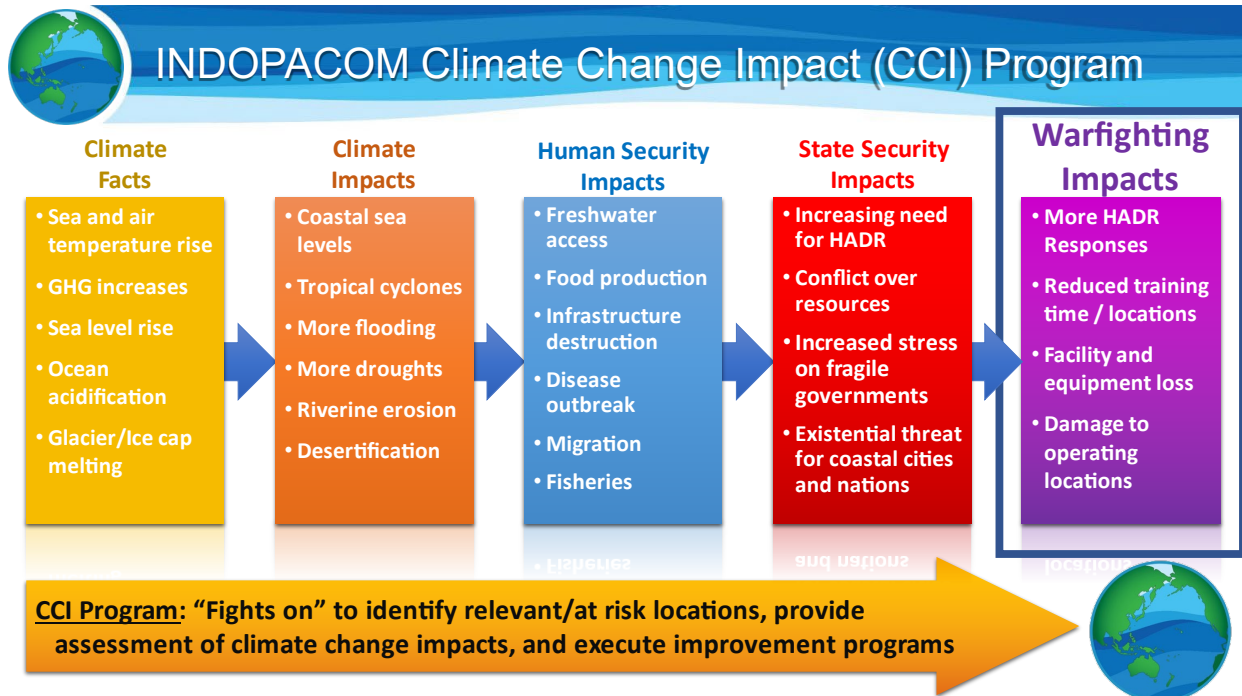 INDOPACOM Climate Change Impact (CCI) Program
Climate
Facts
• Sea and air
temperature rise
• GHG increases
• Sea level rise
• Ocean
acidification
• Glacier/Ice cap
melting
Climate
Impacts
• Coastal sea
levels
• Tropical cyclones
• More flooding
• More droughts
• Riverine erosion
• Desertification
Human Security
Impacts
• Freshwater
access
• Food production
• Infrastructure
destruction
• Disease
outbreak
• Migration
• Fisheries
State Security
Impacts
• Increasing need
for HADR
• Conflict over
resources
• Increased stress
on fragile
governments
• Existential threat
for coastal cities
and nations
Warfighting
Impacts
• More HADR
Responses
• Reduced training
time / locations
• Facility and
equipment loss
• Damage to
operating
locations
CCI Program: “Fights on” to identify relevant/at risk locations, provide
assessment of climate change impacts, and execute improvement programs